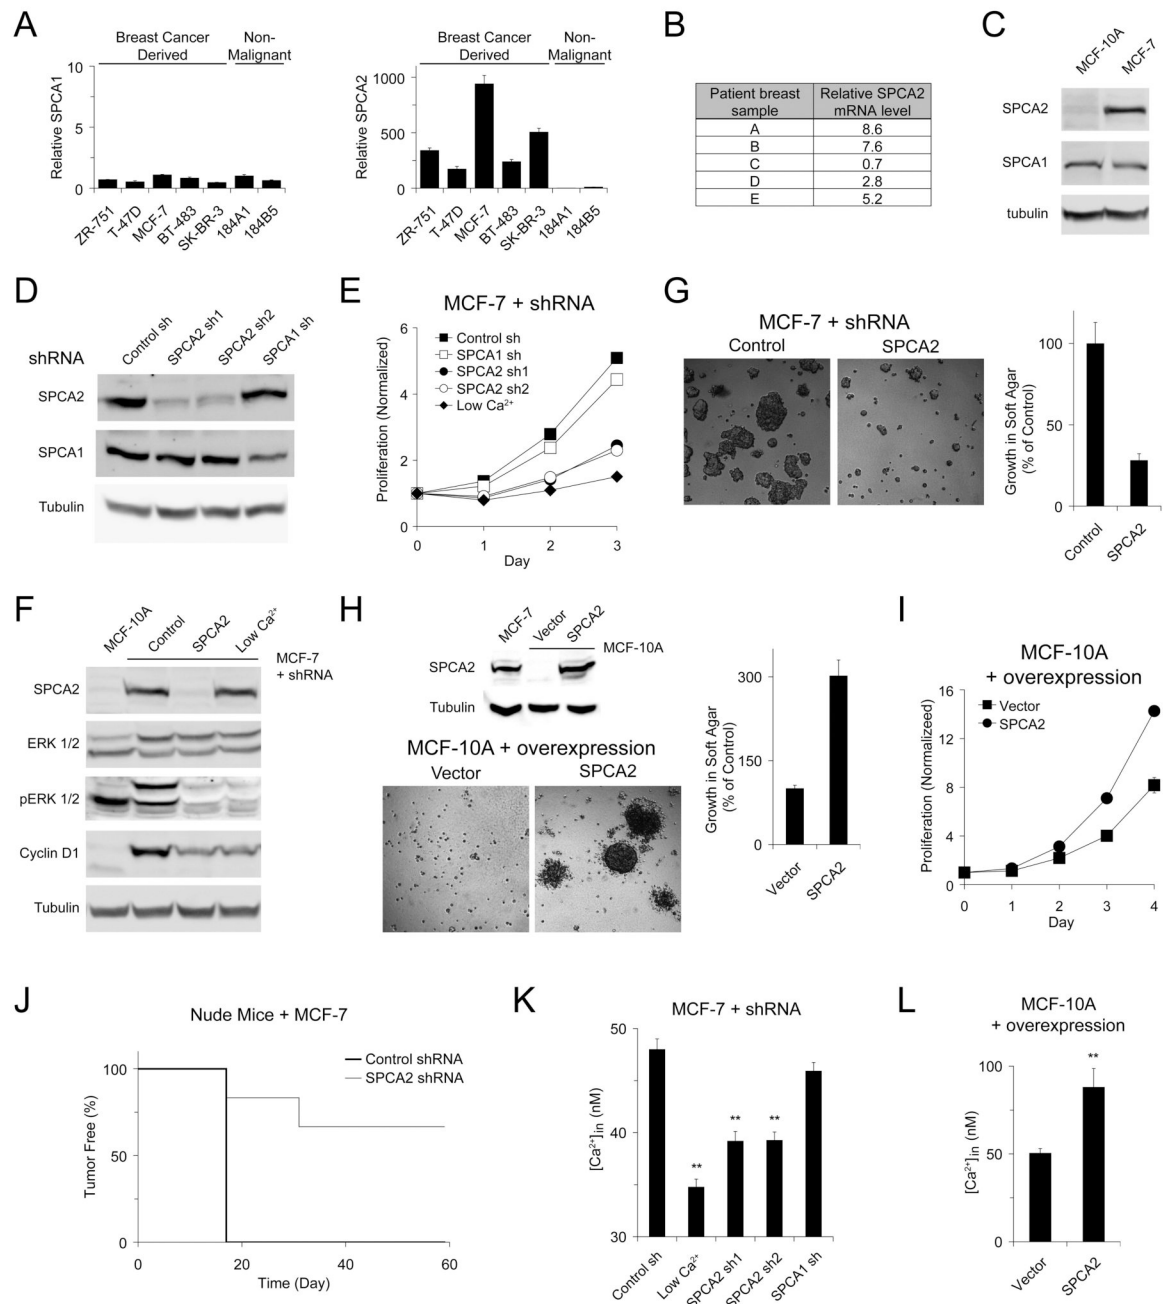 A
Breast Cancer
Derived
Non-
Malignant
Relative SPCA1
10
5
0
ZR-751
T-47D
MCF-7
BT-483
SK-BR-3
184A1
184B5
Breast Cancer
Derived
Non-
Malignant
Relative SPCA2
1000
500
0
ZR-751
T-47D
MCF-7
BT-483
SK-BR-3
184A1
184B5
B
Patient breast sample | Relative SPCA2 mRNA level
A 8.6
B 7.6
C 0.7
D 2.8
E 5.2
C
MCF-10A
MCF-7
SPCA2
SPCA1
tubulin
D
shRNA
Control sh
SPCA2 sh1
SPCA2 sh2
SPCA1 sh
SPCA2
SPCA1
Tubulin
E
MCF-7 + shRNA
Proliferation (Normalized)
6
4
2
0
Control sh
SPCA1 sh
SPCA2 sh1
SPCA2 sh2
Low Ca²⁺
0 1 2 3
Day
G
MCF-7 + shRNA
Control
SPCA2
Growth in Soft Agar
(% of Control)
100
50
0
Control
SPCA2
F
MCF-10A
Control
SPCA2
Low Ca²⁺
MCF-7
+ shRNA
SPCA2
ERK 1/2
pERK 1/2
Cyclin D1
Tubulin
H
MCF-7
Vector
SPCA2
MCF-10A
SPCA2
Tubulin
MCF-10A + overexpression
Vector
SPCA2
Growth in Soft Agar
(% of Control)
300
150
0
Vector
SPCA2
I
MCF-10A
+ overexpression
Proliferation (Normalizeed)
16
12
8
4
0
Vector
SPCA2
0 1 2 3 4
Day
J
Nude Mice + MCF-7
Tumor Free (%)
100
50
0
Control shRNA
SPCA2 shRNA
0 20 40 60
Time (Day)
K
MCF-7 + shRNA
[Ca²⁺]in (nM)
50
40
30
**
**
**
Control sh
Low Ca²⁺
SPCA2 sh1
SPCA2 sh2
SPCA1 sh
L
MCF-10A
+ overexpression
[Ca²⁺]in (nM)
100
50
0
**
Vector
SPCA2